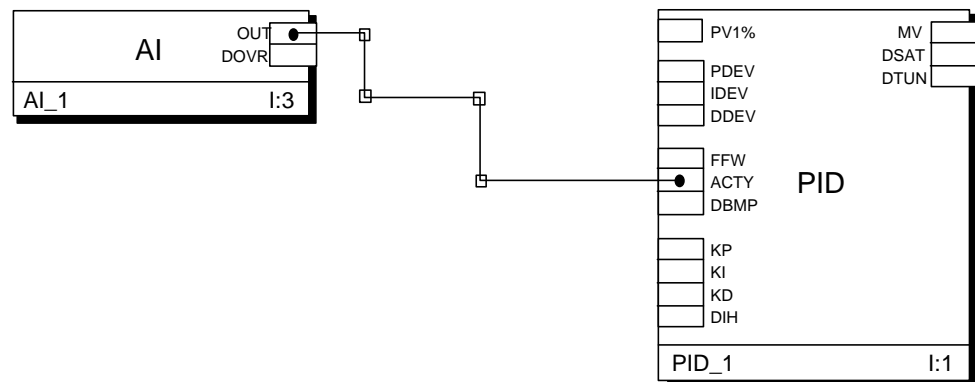 AI
OUT
DOVR
AI_1 I:3
PV1%
PDEV
IDEV
DDEV
FFW
ACTY
DBMP
KP
KI
KD
DIH
MV
DSAT
DTUN
PID
PID_1 I:1